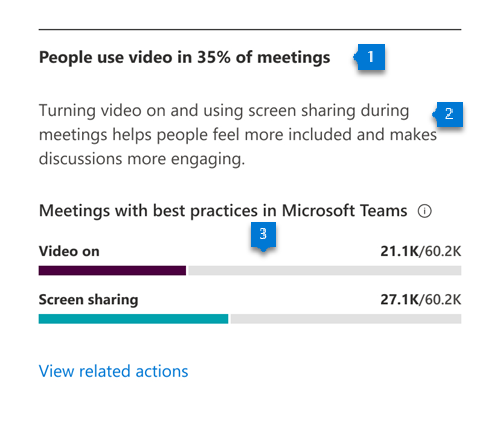 People use video in 35% of meetings 1
Turning video on and using screen sharing during 2
meetings helps people feel more included and makes
discussions more engaging.
Meetings with best practices in Microsoft Teams
3
Video on 21.1K/60.2K
Screen sharing 27.1K/60.2K
View related actions